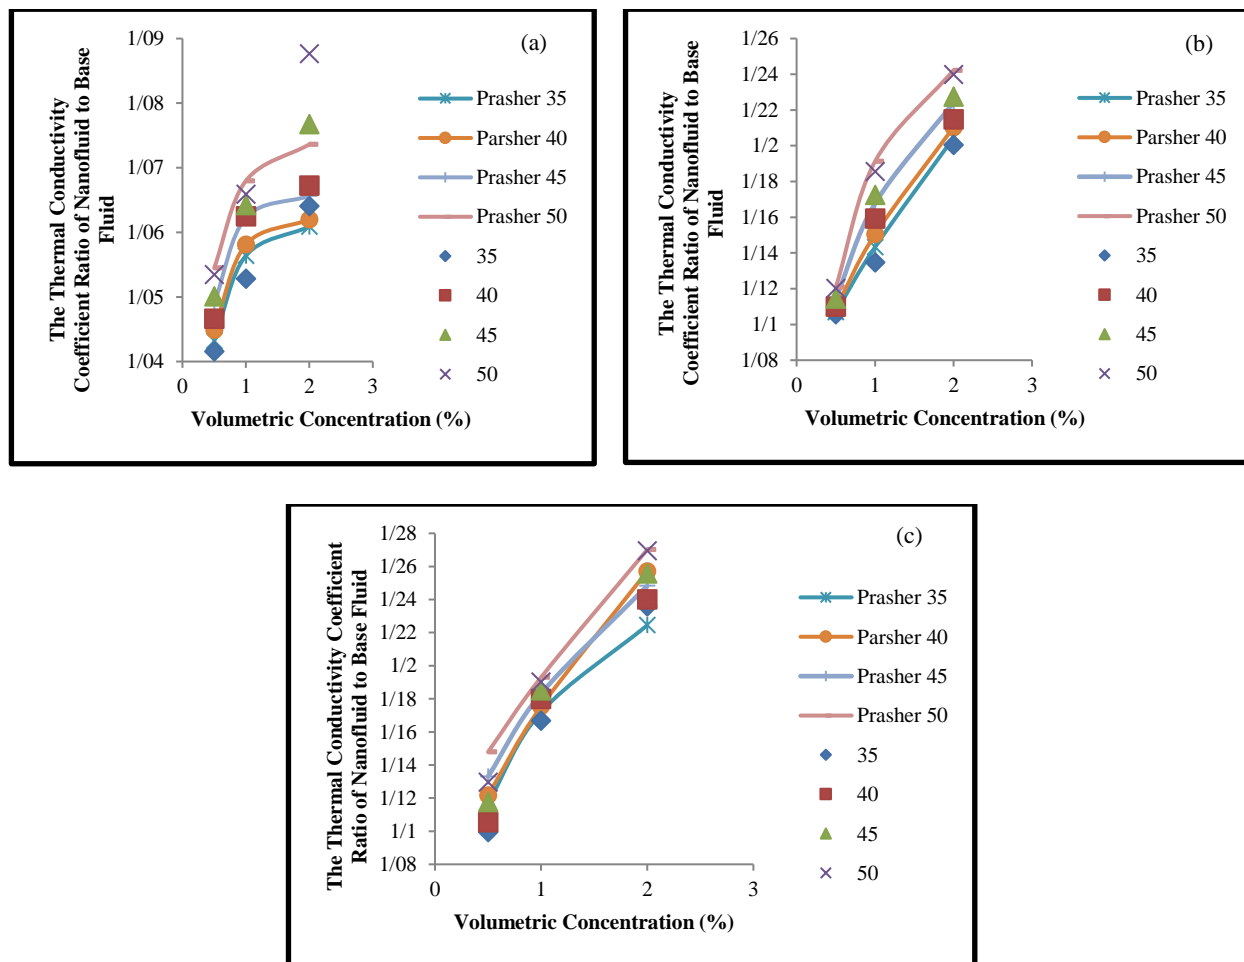 (a)
The Thermal Conductivity
Coefficient Ratio of Nanofluid to Base
Fluid
1/09
1/08
1/07
1/06
1/05
1/04
0
1
2
3
Volumetric Concentration (%)
Prasher 35
Parsher 40
Prasher 45
Prasher 50
35
40
45
50
(b)
The Thermal Conductivity
Coefficient Ratio of Nanofluid to Base
Fluid
1/26
1/24
1/22
1/2
1/18
1/16
1/14
1/12
1/1
1/08
0
1
2
3
Volumetric Concentration (%)
Prasher 35
Parsher 40
Prasher 45
Prasher 50
35
40
45
50
(c)
The Thermal Conductivity Coefficient
Ratio of Nanofluid to Base Fluid
1/28
1/26
1/24
1/22
1/2
1/18
1/16
1/14
1/12
1/1
1/08
0
1
2
3
Volumetric Concentration (%)
Prasher 35
Parsher 40
Prasher 45
Prasher 50
35
40
45
50